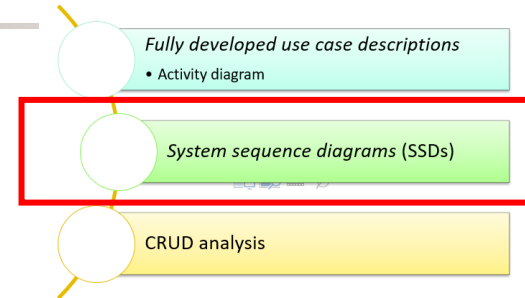 Fully developed use case descriptions
• Activity diagram
System sequence diagrams (SSDs)
CRUD analysis